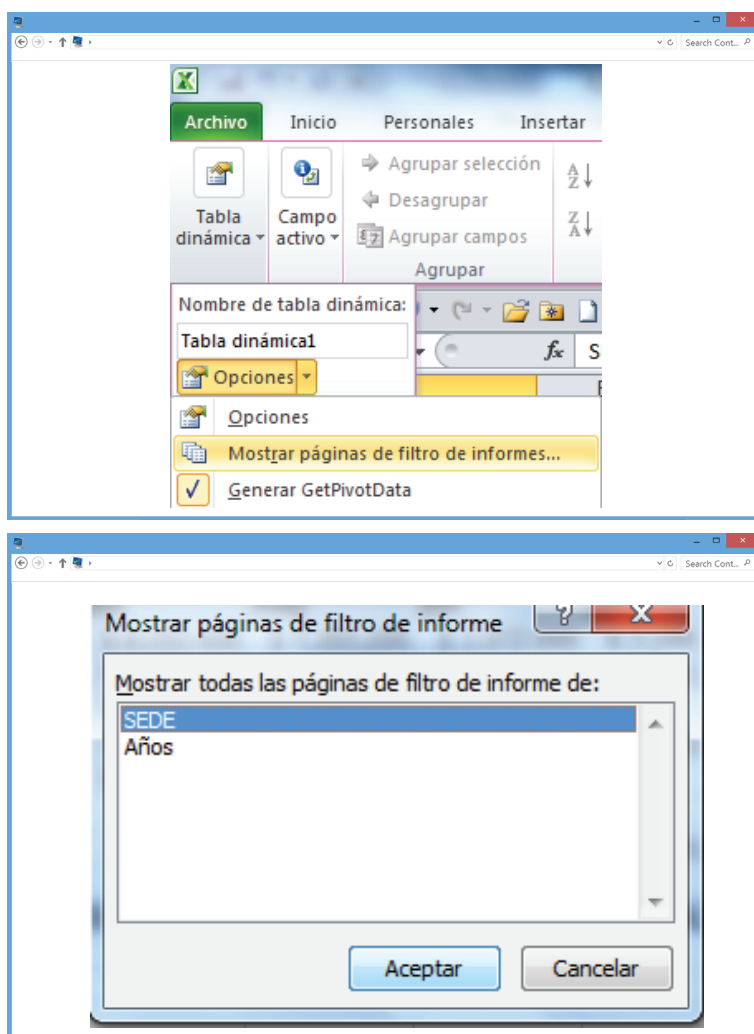 Search Cont...
Archivo Inicio Personales Insertar
Agrupar selección
Tabla dinámica
Campo activo
Desagrupar
Agrupar campos
Agrupar
A Z
Z A
Nombre de tabla dinámica:
Tabla dinámica1
fx S
Opciones
Opciones
Mostrar páginas de filtro de informes...
Generar GetPivotData
Search Cont...
Mostrar páginas de filtro de informe
?
Mostrar todas las páginas de filtro de informe de:
SEDE
Años
Aceptar Cancelar